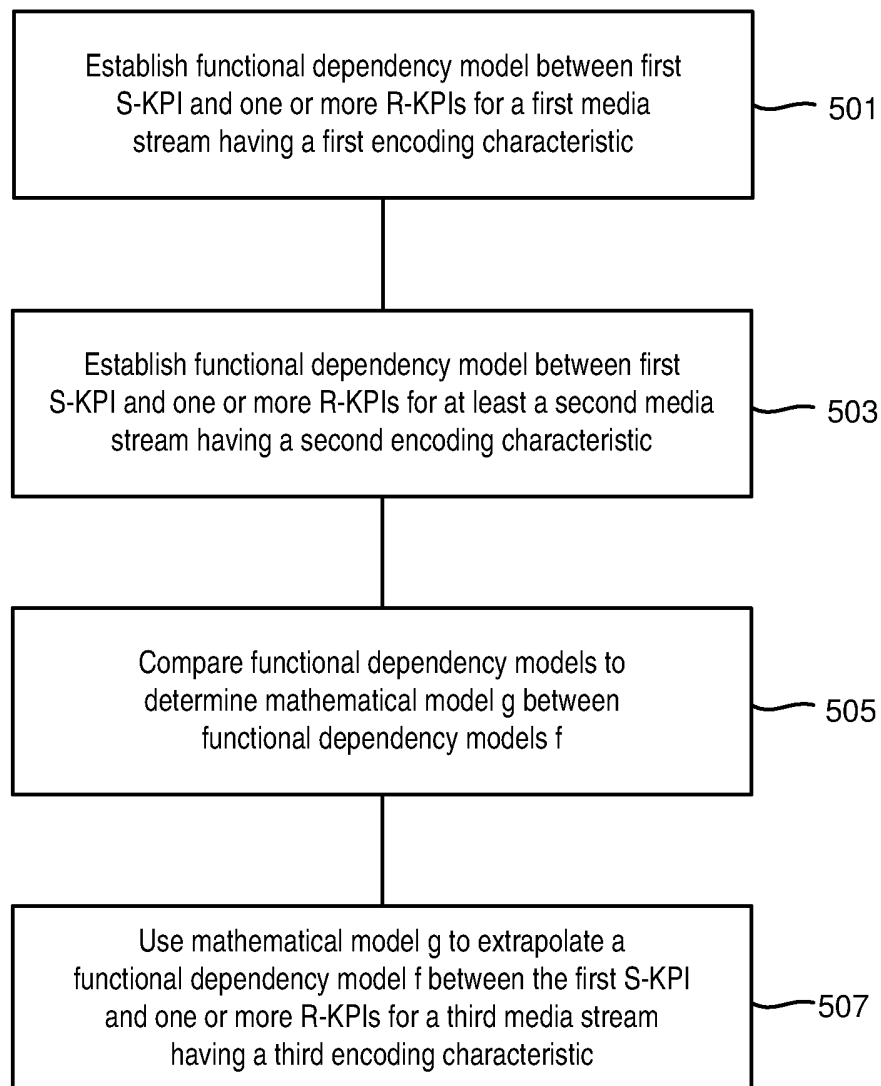 Establish functional dependency model between first
S-KPI and one or more R-KPIs for a first media
stream having a first encoding characteristic
501
Establish functional dependency model between first
S-KPI and one or more R-KPIs for at least a second media
stream having a second encoding characteristic
503
Compare functional dependency models to
determine mathematical model g between
functional dependency models f
505
Use mathematical model g to extrapolate a
functional dependency model f between the first S-KPI
and one or more R-KPIs for a third media stream
having a third encoding characteristic
507